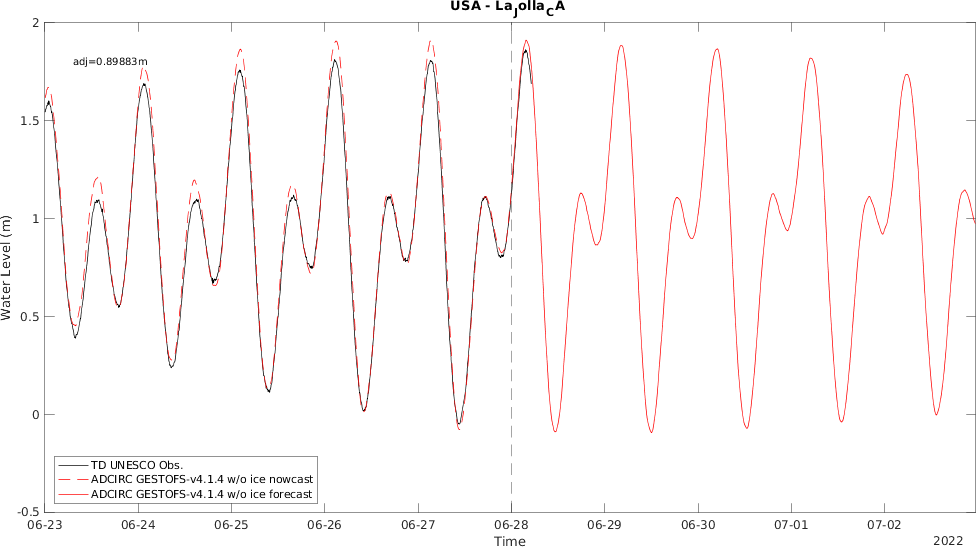 USA - LaJollaCA
adj=0.89883m
2
1.5
1
0.5
0
-0.5
Water Level (m)
TD UNESCO Obs.
ADCIRC GESTOFS-v4.1.4 w/o ice nowcast
ADCIRC GESTOFS-v4.1.4 w/o ice forecast
06-23 06-24 06-25 06-26 06-27 06-28 06-29 06-30 07-01 07-02
Time
2022